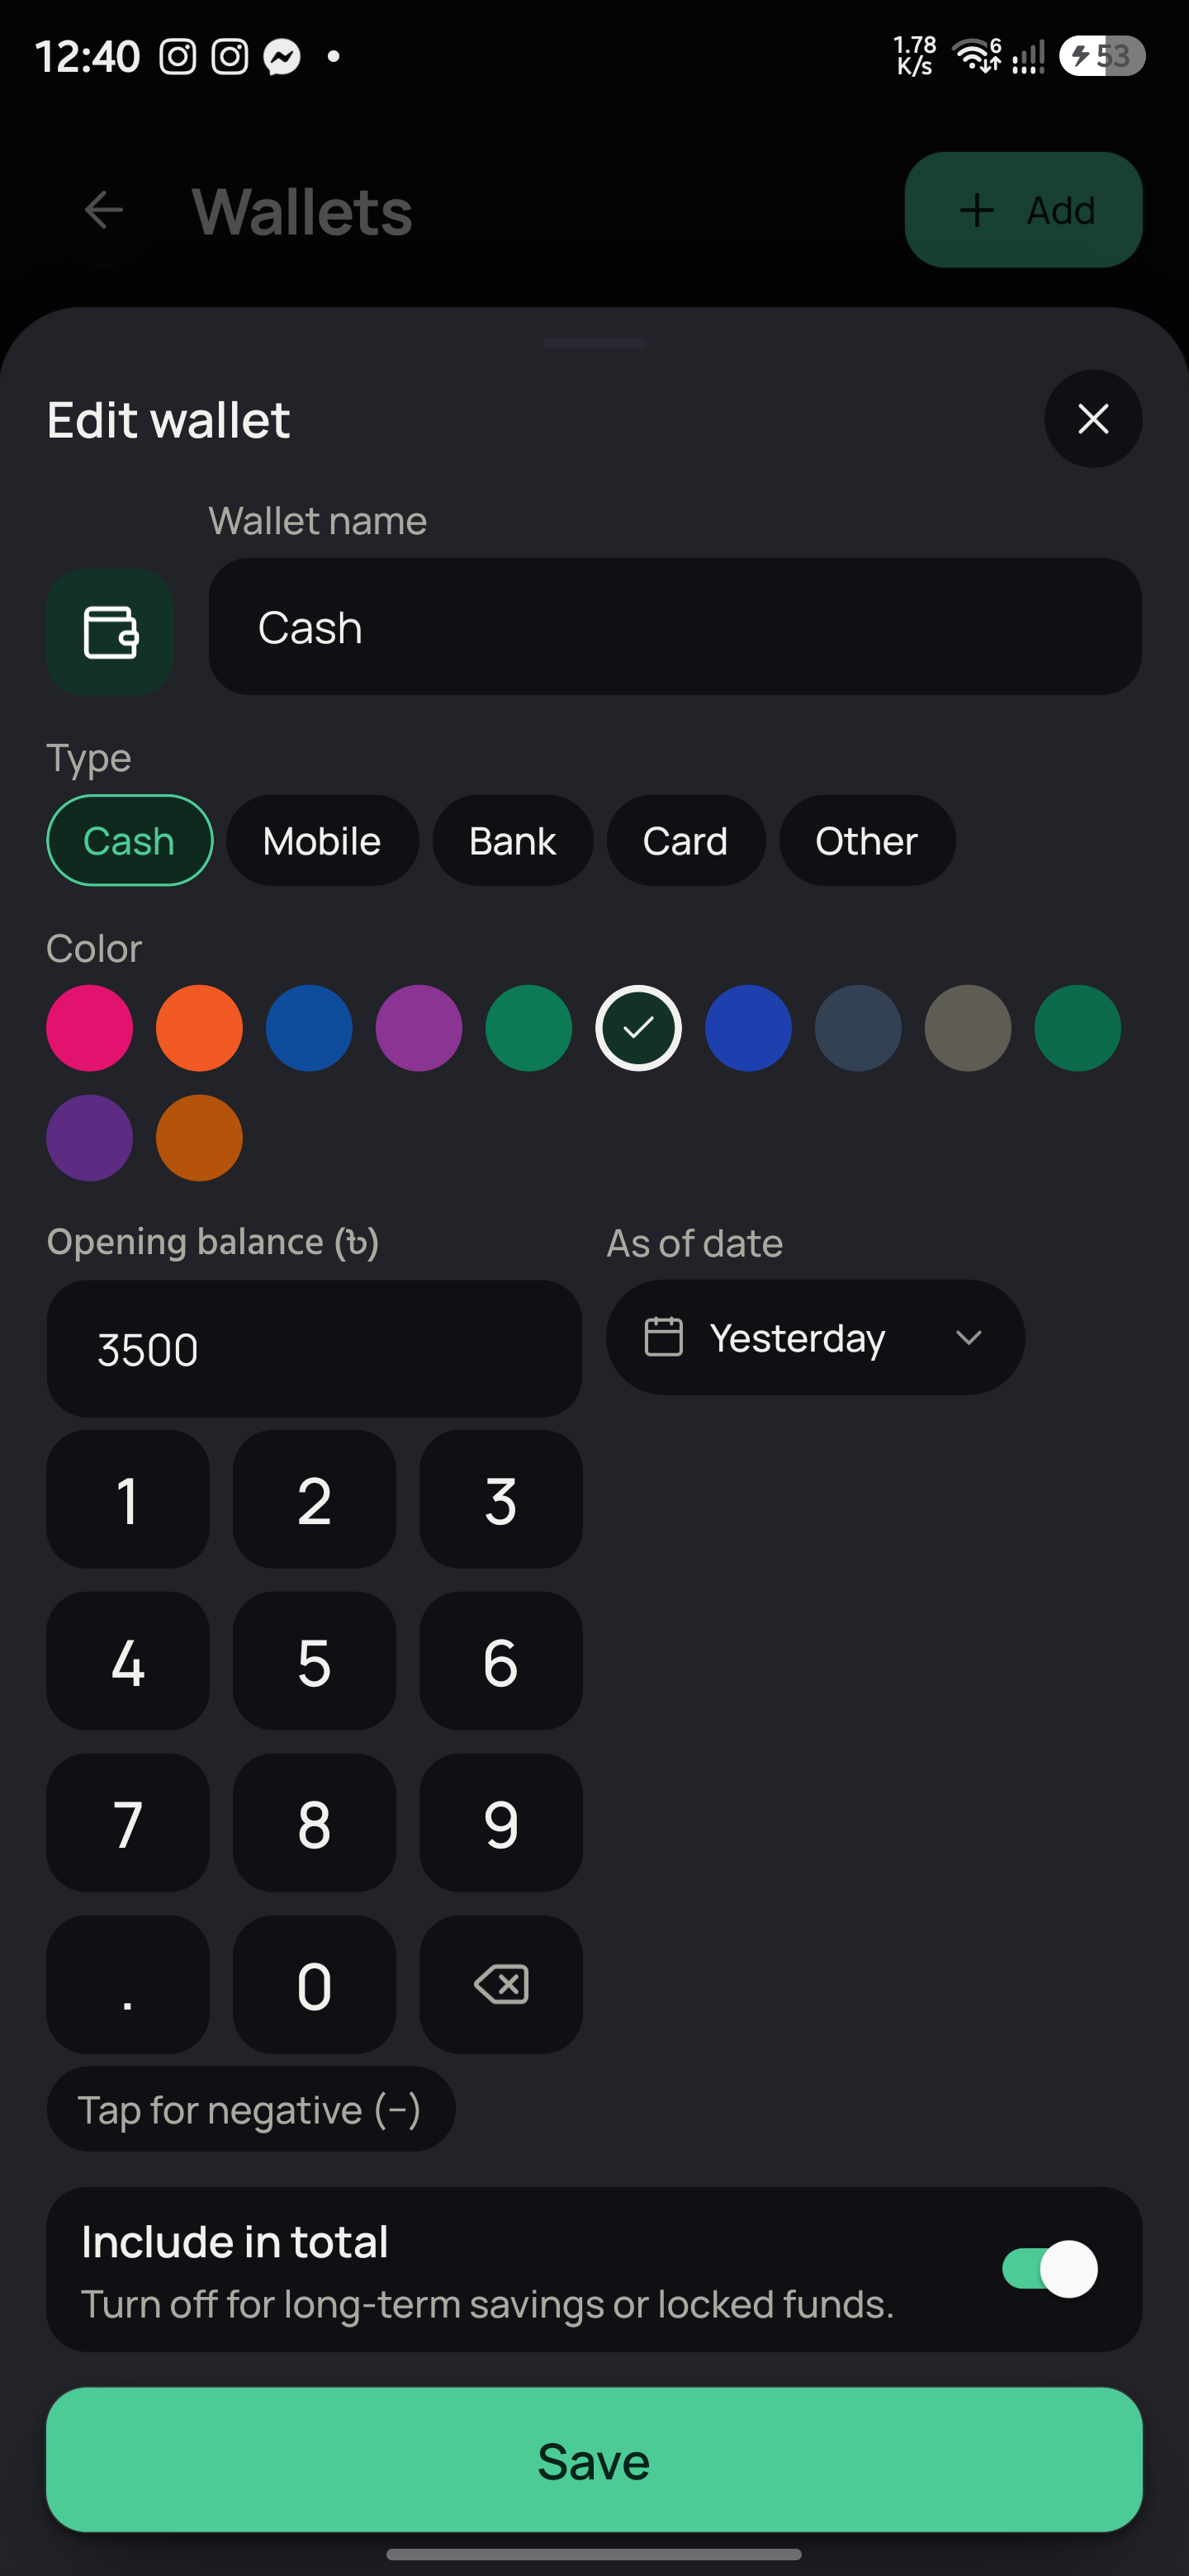 12:40
1.78 K/s
6
53
Wallets
+ Add
Edit wallet
Wallet name
Cash
Type
Cash Mobile Bank Card Other
Color
Opening balance (৳)
As of date
3500
Yesterday
1 2 3
4 5 6
7 8 9
. 0
Tap for negative (−)
Include in total
Turn off for long-term savings or locked funds.
Save